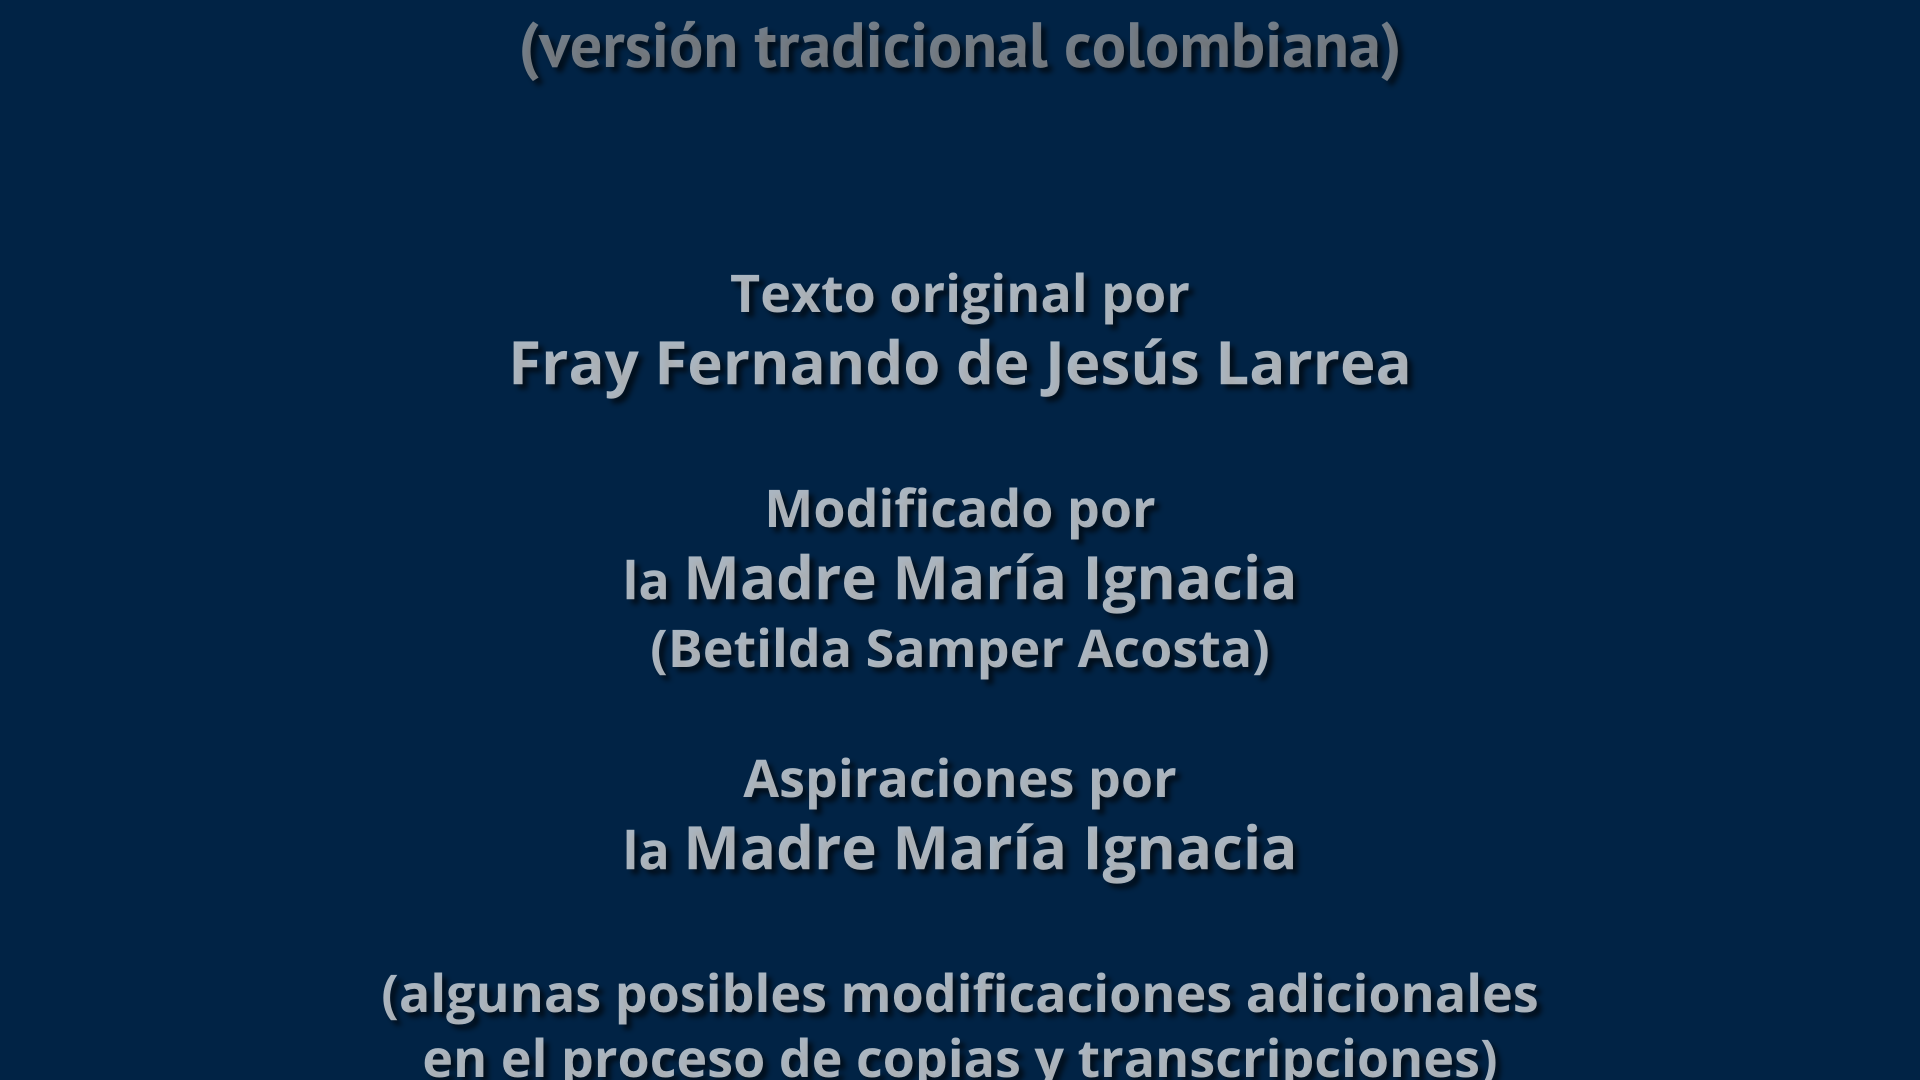 (versión tradicional colombiana)
Texto original por
Fray Fernando de Jesús Larrea
Modificado por
la Madre María Ignacia
(Betilda Samper Acosta)
Aspiraciones por
la Madre María Ignacia
(algunas posibles modificaciones adicionales
en el proceso de copias y transcripciones)